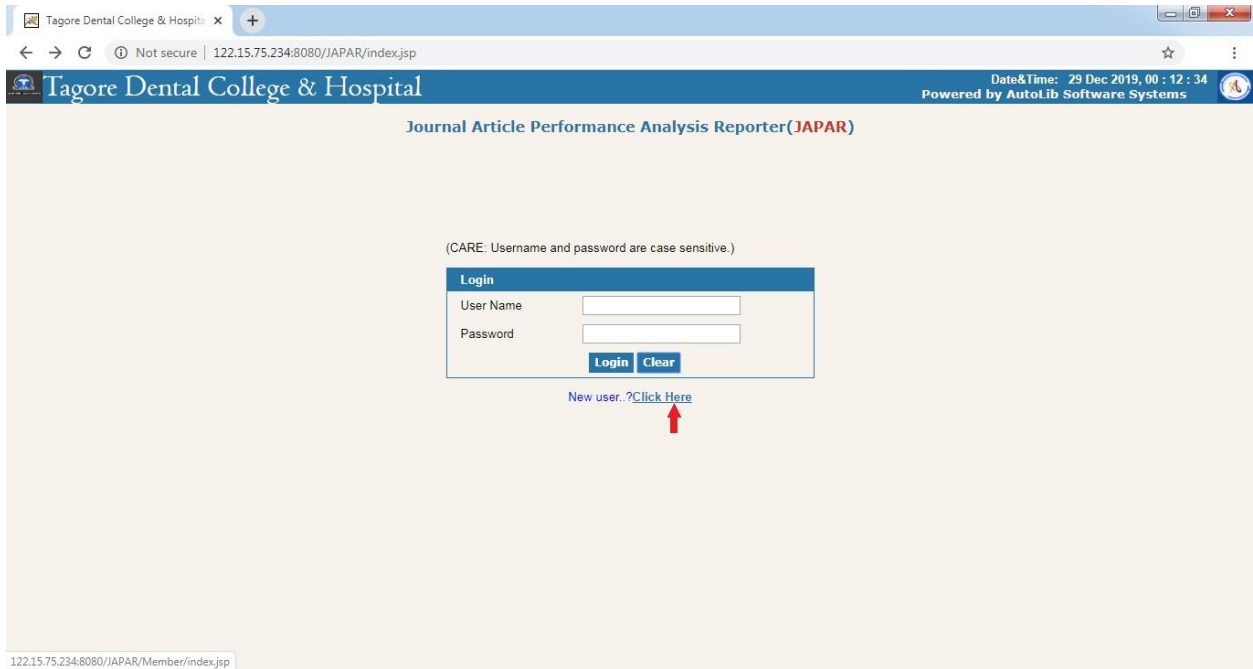 Tagore Dental College & Hospita
Not secure | 122.15.75.234:8080/JAPAR/index.jsp
Tagore Dental College & Hospital
Date&Time: 29 Dec 2019, 00 : 12 : 34
Powered by AutoLib Software Systems
Journal Article Performance Analysis Reporter(JAPAR)
(CARE: Username and password are case sensitive.)
Login
User Name
Password
Login Clear
New user..?Click Here
122.15.75.234:8080/JAPAR/Member/index.jsp